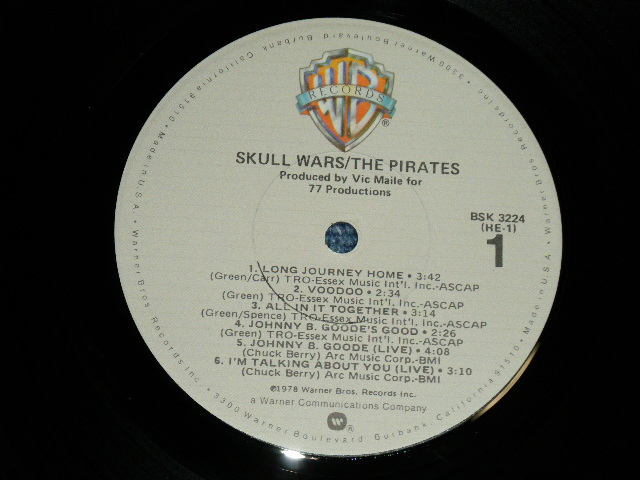 WB
RECORDS
®
SKULL WARS/THE PIRATES
Produced by Vic Maile for
77 Productions
BSK 3224
(HE-1)
1
1. LONG JOURNEY HOME • 3:42
(Green/Carr) TRO-Essex Music Int'l. Inc.-ASCAP
2. VOODOO • 2:34
(Green) TRO-Essex Music Int'l. Inc.-ASCAP
3. ALL IN IT TOGETHER • 3:14
(Green/Spence) TRO-Essex Music Int'l. Inc.-ASCAP
4. JOHNNY B. GOODE'S GOOD • 2:26
(Green) TRO-Essex Music Int'l. Inc.-ASCAP
5. JOHNNY B. GOODE (LIVE) • 4:08
(Chuck Berry) Arc Music Corp.-BMI
6. I'M TALKING ABOUT YOU (LIVE) • 3:10
(Chuck Berry) Arc Music Corp.-BMI
℗1978 Warner Bros. Records Inc.
a Warner Communications Company
W®
• Warner Bros. Records Inc. • 3300 Warner Boulevard Burbank, California 91510 • Made in U.S.A. • Warner Bros. Records Inc. • 3300 Warner Boulevard Burbank, California 91510 • Made in U.S.A.